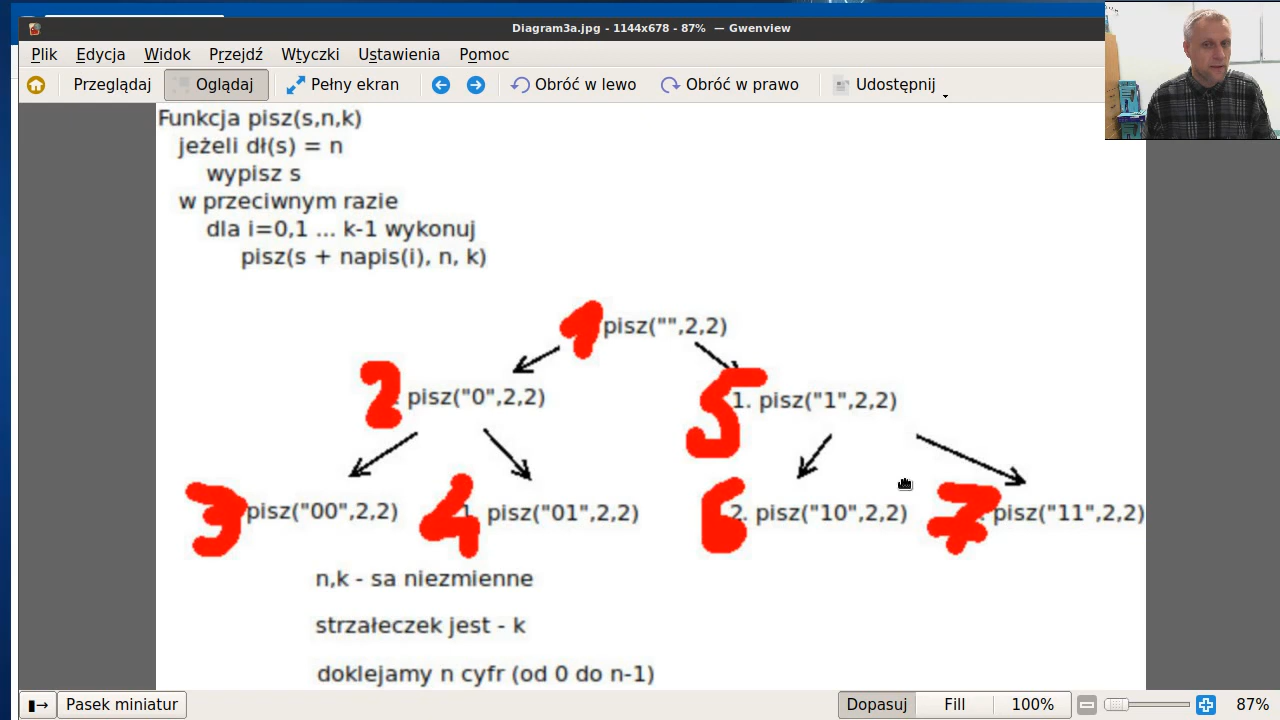 Diagram3a.jpg - 1144x678 - 87% — Gwenview
Plik Edycja Widok Przejdź Wtyczki Ustawienia Pomoc
Przeglądaj Oglądaj Pełny ekran Obróć w lewo Obróć w prawo Udostępnij
Funkcja pisz(s,n,k)
jeżeli dł(s) = n
wypisz s
w przeciwnym razie
dla i=0,1 ... k-1 wykonuj
pisz(s + napis(i), n, k)
1 pisz("",2,2)
2 pisz("0",2,2)
5 1. pisz("1",2,2)
3 pisz("00",2,2) 4 1. pisz("01",2,2) 6 2. pisz("10",2,2) 7 pisz("11",2,2)
n,k - sa niezmienne
strzałeczek jest - k
doklejamy n cyfr (od 0 do n-1)
Pasek miniatur Dopasuj Fill 100% 87%